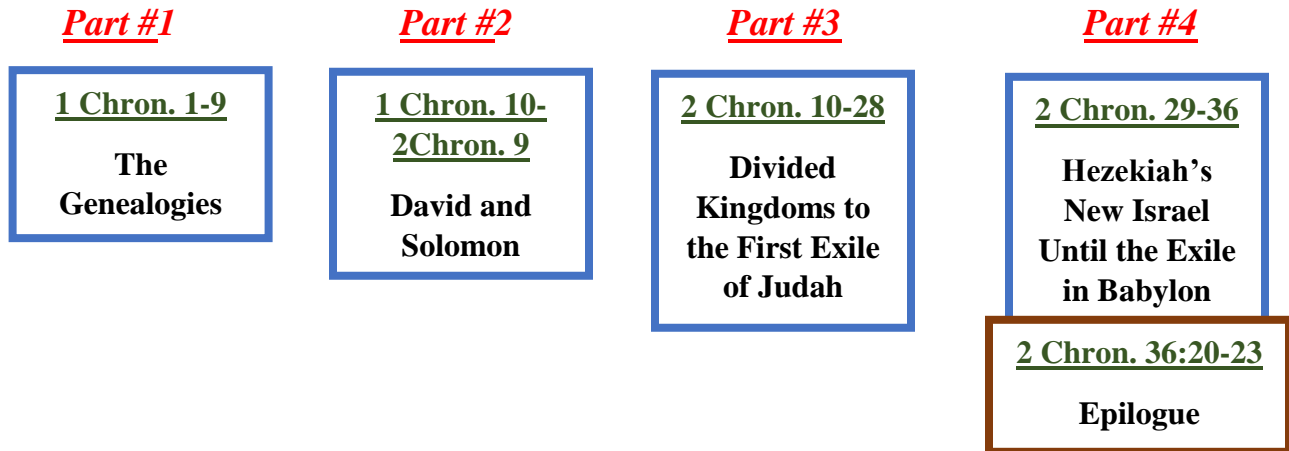 Part #1
1 Chron. 1-9
The
Genealogies
Part #2
1 Chron. 10-
2Chron. 9
David and
Solomon
Part #3
2 Chron. 10-28
Divided
Kingdoms to
the First Exile
of Judah
Part #4
2 Chron. 29-36
Hezekiah’s
New Israel
Until the Exile
in Babylon
2 Chron. 36:20-23
Epilogue